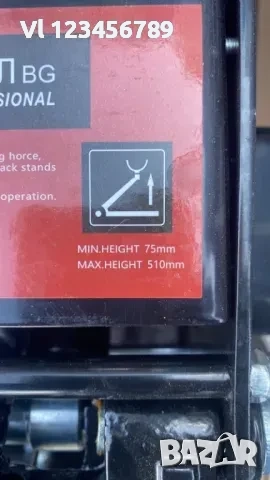 Vl 123456789
Л BG
SIONAL
g horce,
ack stands
operation.
MIN.HEIGHT 75mm
MAX.HEIGHT 510mm
BAZAR